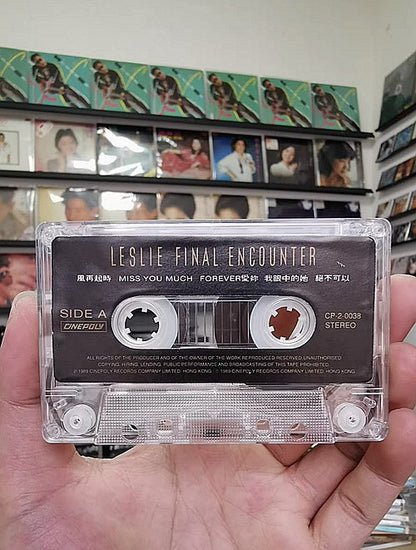 LESLIE FINAL ENCOUNTER
風再起時 MISS YOU MUCH FOREVER愛妳 我眼中的她 絕不可以
SIDE A
CINEPOLY
CP-2-0038
STEREO
ALL RIGHTS OF THE PRODUCER AND OF THE OWNER OF THE WORK REPRODUCED RESERVED. UNAUTHORISED
COPYING, HIRING, LENDING, PUBLIC PERFORMANCE AND BROADCASTING OF THIS TAPE PROHIBITED.
℗ 1989 CINEPOLY RECORDS COMPANY LIMITED. HONG KONG. © 1989 CINEPOLY RECORDS COMPANY LIMITED. HONG KONG.